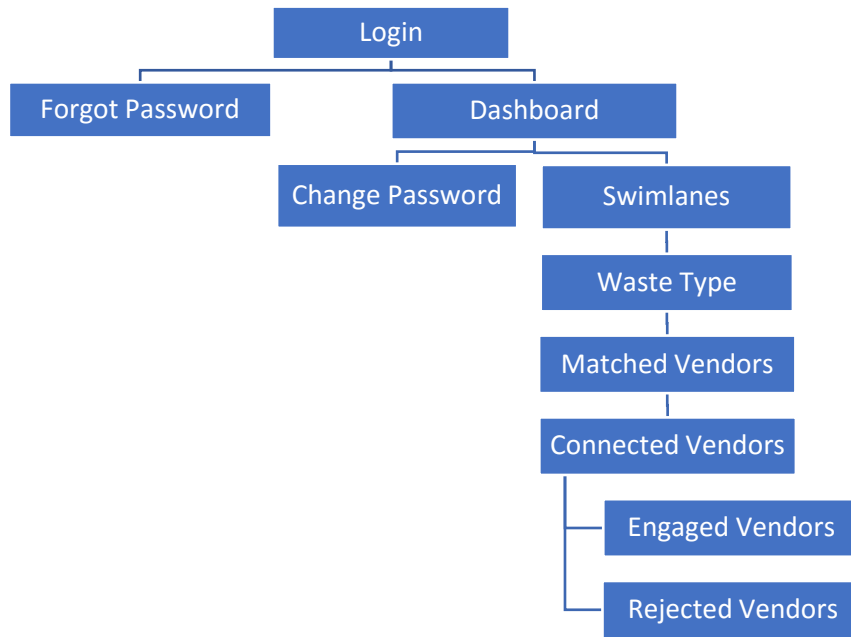 Login
Forgot Password
Dashboard
Change Password
Swimlanes
Waste Type
Matched Vendors
Connected Vendors
Engaged Vendors
Rejected Vendors